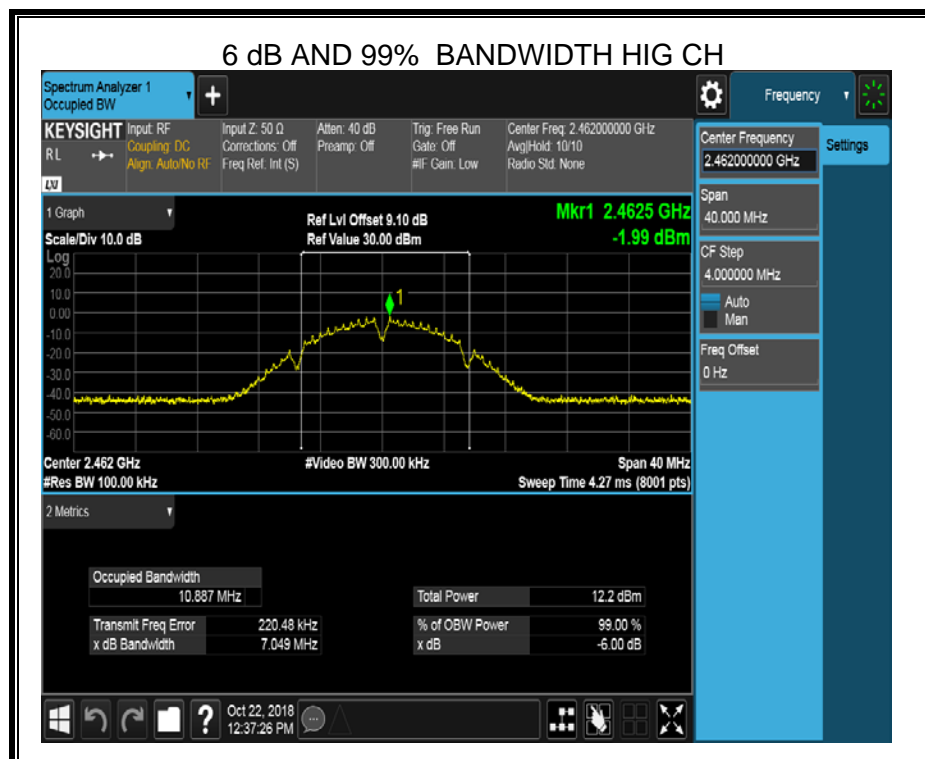 6 dB AND 99%  BANDWIDTH HIG CH
Spectrum Analyzer 1
Occupied BW
+
Frequency
KEYSIGHT
RL
LXI
Input: RF
Coupling: DC
Align: Auto/No RF
Input Z: 50 Ω
Corrections: Off
Freq Ref: Int (S)
Atten: 40 dB
Preamp: Off
Trig: Free Run
Gate: Off
#IF Gain: Low
Center Freq: 2.462000000 GHz
Avg|Hold: 10/10
Radio Std: None
Center Frequency
2.462000000 GHz
Settings
Span
40.000 MHz
CF Step
4.000000 MHz
Auto
Man
Freq Offset
0 Hz
1 Graph
Scale/Div 10.0 dB
Ref Lvl Offset 9.10 dB
Ref Value 30.00 dBm
Mkr1 2.4625 GHz
-1.99 dBm
Log
20.0
10.0
0.00
-10.0
-20.0
-30.0
-40.0
-50.0
-60.0
1
Center 2.462 GHz
#Video BW 300.00 kHz
Span 40 MHz
#Res BW 100.00 kHz
Sweep Time 4.27 ms (8001 pts)
2 Metrics
Occupied Bandwidth
10.887 MHz
Total Power 12.2 dBm
Transmit Freq Error 220.48 kHz
% of OBW Power 99.00 %
x dB Bandwidth 7.049 MHz
x dB -6.00 dB
?
Oct 22, 2018
12:37:26 PM